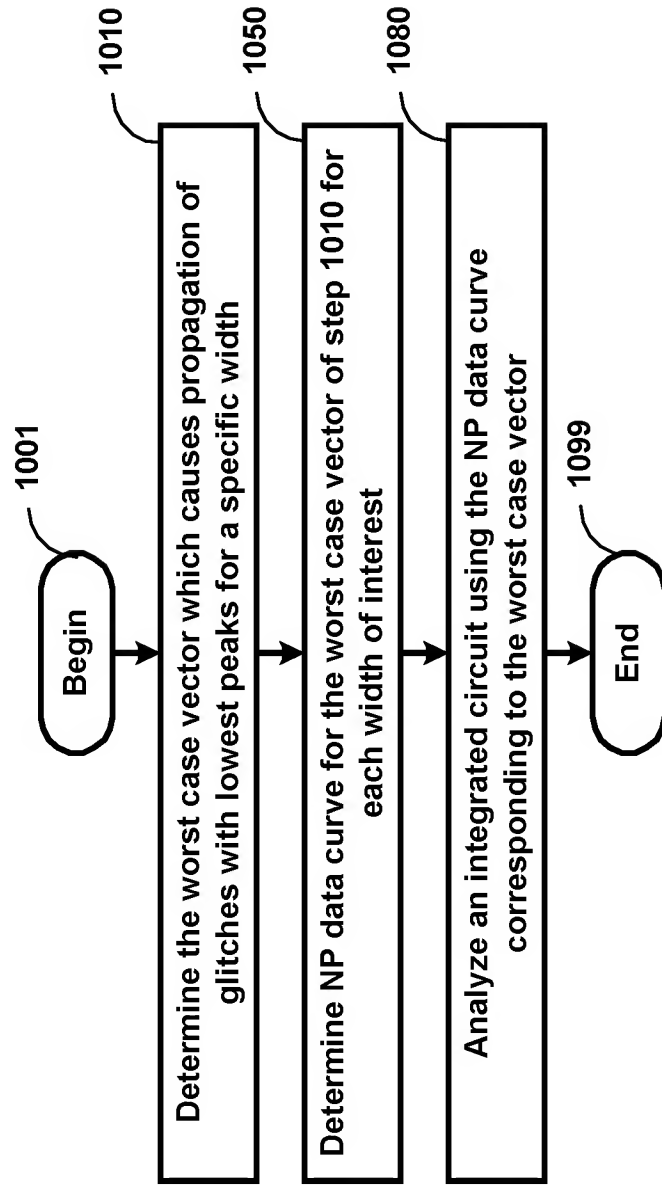 Begin
1001
Determine the worst case vector which causes propagation of
glitches with lowest peaks for a specific width
1010
Determine NP data curve for the worst case vector of step 1010 for
each width of interest
1050
Analyze an integrated circuit using the NP data curve
corresponding to the worst case vector
1080
End
1099